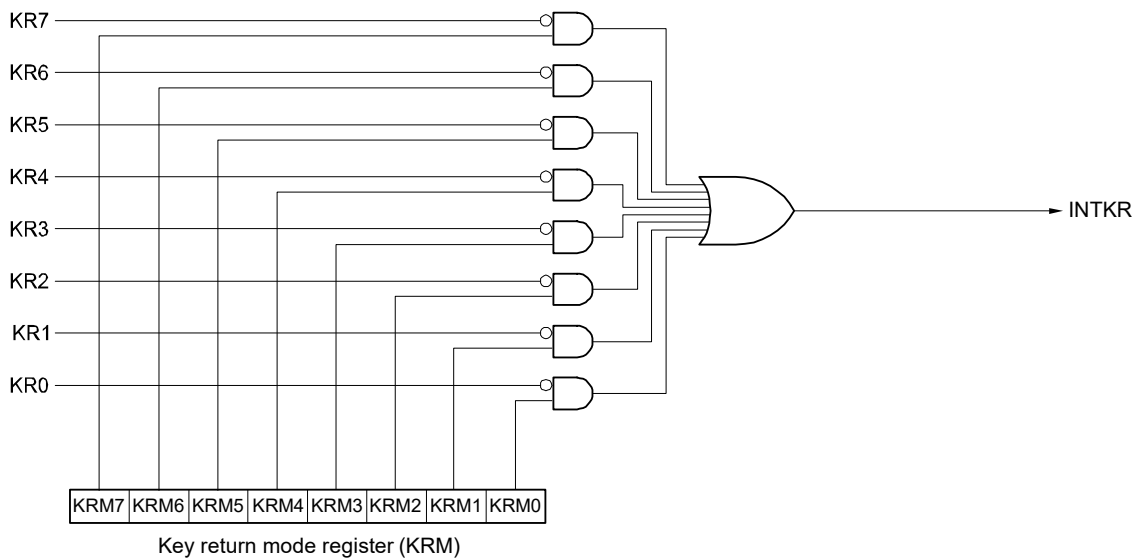 KR7
KR6
KR5
KR4
KR3
KR2
KR1
KR0
INTKR
KRM7 KRM6 KRM5 KRM4 KRM3 KRM2 KRM1 KRM0
Key return mode register (KRM)